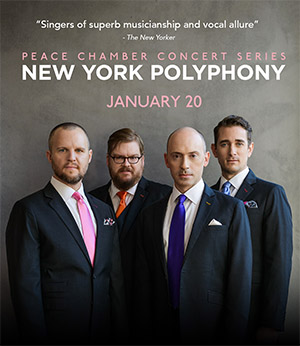 “Singers of superb musicianship and vocal allure”
- The New Yorker
PEACE CHAMBER CONCERT SERIES
NEW YORK POLYPHONY
JANUARY 20